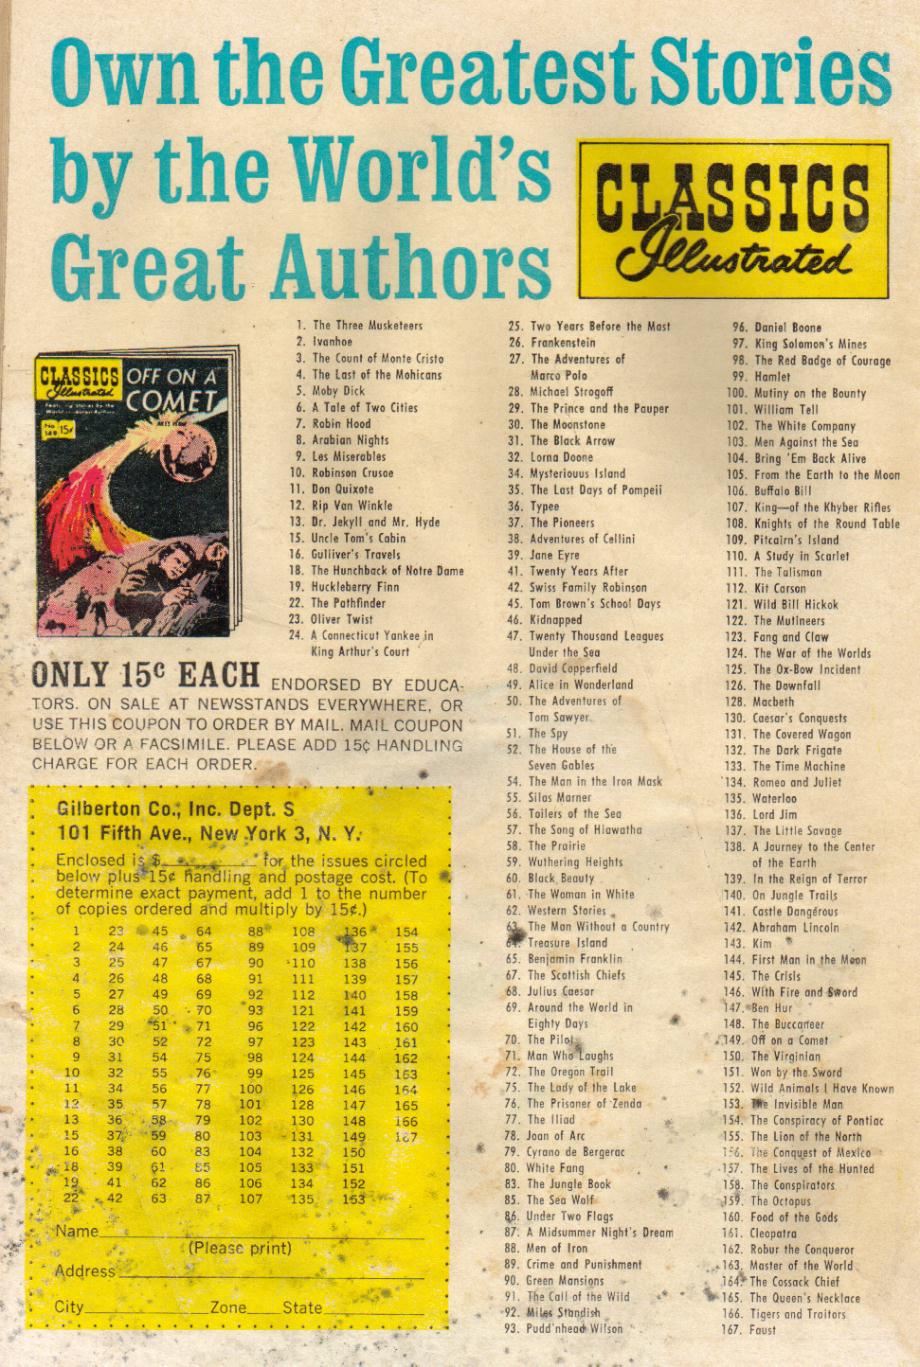 Own the Greatest Stories
by the World's
Great Authors
CLASSICS
Illustrated
CLASSICS
Illustrated
OFF ON A
COMET
No.
149
15¢
1. The Three Musketeers
2. Ivanhoe
3. The Count of Monte Cristo
4. The Last of the Mohicans
5. Moby Dick
6. A Tale of Two Cities
7. Robin Hood
8. Arabian Nights
9. Les Miserables
10. Robinson Crusoe
11. Don Quixote
12. Rip Van Winkle
13. Dr. Jekyll and Mr. Hyde
15. Uncle Tom's Cabin
16. Gulliver's Travels
18. The Hunchback of Notre Dame
19. Huckleberry Finn
22. The Pathfinder
23. Oliver Twist
24. A Connecticut Yankee in
King Arthur's Court
ONLY 15¢ EACH ENDORSED BY EDUCA-
TORS. ON SALE AT NEWSSTANDS EVERYWHERE, OR
USE THIS COUPON TO ORDER BY MAIL. MAIL COUPON
BELOW OR A FACSIMILE. PLEASE ADD 15¢ HANDLING
CHARGE FOR EACH ORDER.
Gilberton Co., Inc. Dept. S
101 Fifth Ave., New York 3, N. Y.
Enclosed is $ for the issues circled
below plus 15¢ handling and postage cost. (To
determine exact payment, add 1 to the number
of copies ordered and multiply by 15¢.)
1 23 45 64 88 108 136 154
2 24 46 65 89 109 137 155
3 25 47 67 90 110 138 156
4 26 48 68 91 111 139 157
5 27 49 69 92 112 140 158
6 28 50 70 93 121 141 159
7 29 51 71 96 122 142 160
8 30 52 72 97 123 143 161
9 31 54 75 98 124 144 162
10 32 55 76 99 125 145 163
11 34 56 77 100 126 146 164
12 35 57 78 101 128 147 165
13 36 58 79 102 130 148 166
15 37 59 80 103 131 149 167
16 38 60 83 104 132 150
18 39 61 85 105 133 151
19 41 62 86 106 134 152
22 42 63 87 107 135 153
Name
(Please print)
Address
City Zone State
25. Two Years Before the Mast
26. Frankenstein
27. The Adventures of
Marco Polo
28. Michael Strogoff
29. The Prince and the Pauper
30. The Moonstone
31. The Black Arrow
32. Lorna Doone
34. Mysteriouus Island
35. The Last Days of Pompeii
36. Typee
37. The Pioneers
38. Adventures of Cellini
39. Jane Eyre
41. Twenty Years After
42. Swiss Family Robinson
45. Tom Brown's School Days
46. Kidnapped
47. Twenty Thousand Leagues
Under the Sea
48. David Copperfield
49. Alice in Wonderland
50. The Adventures of
Tom Sawyer
51. The Spy
52. The House of the
Seven Gables
54. The Man in the Iron Mask
55. Silas Marner
56. Toilers of the Sea
57. The Song of Hiawatha
58. The Prairie
59. Wuthering Heights
60. Black Beauty
61. The Woman in White
62. Western Stories
63. The Man Without a Country
64. Treasure Island
65. Benjamin Franklin
67. The Scottish Chiefs
68. Julius Caesar
69. Around the World in
Eighty Days
70. The Pilot
71. Man Who Laughs
72. The Oregon Trail
75. The Lady of the Lake
76. The Prisoner of Zenda
77. The Iliad
78. Joan of Arc
79. Cyrano de Bergerac
80. White Fang
83. The Jungle Book
85. The Sea Wolf
86. Under Two Flags
87. A Midsummer Night's Dream
88. Men of Iron
89. Crime and Punishment
90. Green Mansions
91. The Call of the Wild
92. Miles Standish
93. Pudd'nhead Wilson
96. Daniel Boone
97. King Solomon's Mines
98. The Red Badge of Courage
99. Hamlet
100. Mutiny on the Bounty
101. William Tell
102. The White Company
103. Men Against the Sea
104. Bring 'Em Back Alive
105. From the Earth to the Moon
106. Buffalo Bill
107. King—of the Khyber Rifles
108. Knights of the Round Table
109. Pitcairn's Island
110. A Study in Scarlet
111. The Talisman
112. Kit Carson
121. Wild Bill Hickok
122. The Mutineers
123. Fang and Claw
124. The War of the Worlds
125. The Ox-Bow Incident
126. The Downfall
128. Macbeth
130. Caesar's Conquests
131. The Covered Wagon
132. The Dark Frigate
133. The Time Machine
134. Romeo and Juliet
135. Waterloo
136. Lord Jim
137. The Little Savage
138. A Journey to the Center
of the Earth
139. In the Reign of Terror
140. On Jungle Trails
141. Castle Dangerous
142. Abraham Lincoln
143. Kim
144. First Man in the Moon
145. The Crisis
146. With Fire and Sword
147. Ben Hur
148. The Buccaneer
149. Off on a Comet
150. The Virginian
151. Won by the Sword
152. Wild Animals I Have Known
153. The Invisible Man
154. The Conspiracy of Pontiac
155. The Lion of the North
156. The Conquest of Mexico
157. The Lives of the Hunted
158. The Conspirators
159. The Octopus
160. Food of the Gods
161. Cleopatra
162. Robur the Conqueror
163. Master of the World
164. The Cossack Chief
165. The Queen's Necklace
166. Tigers and Traitors
167. Faust